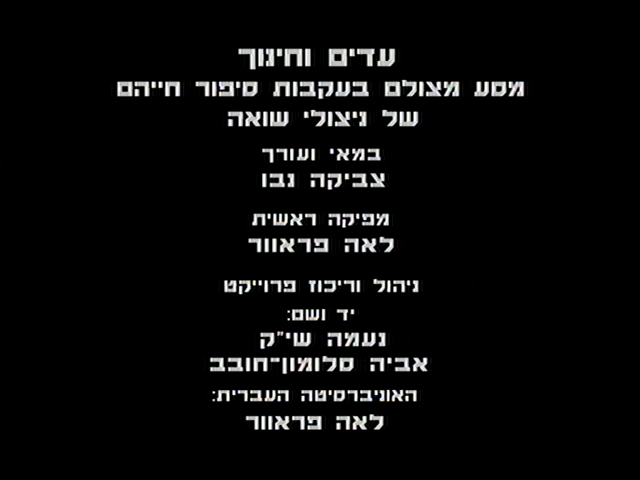 עדים וחינוך
מסע מצולם בעקבות סיפור חייהם
של ניצולי שואה
במאי ועורך
צביקה נבו
מפיקה ראשית
לאה פראוור
ניהול וריכוז פרוייקט
יד ושם:
נעמה שי"ק
אביה סלומון-חובב
האוניברסיטה העברית:
לאה פראוור